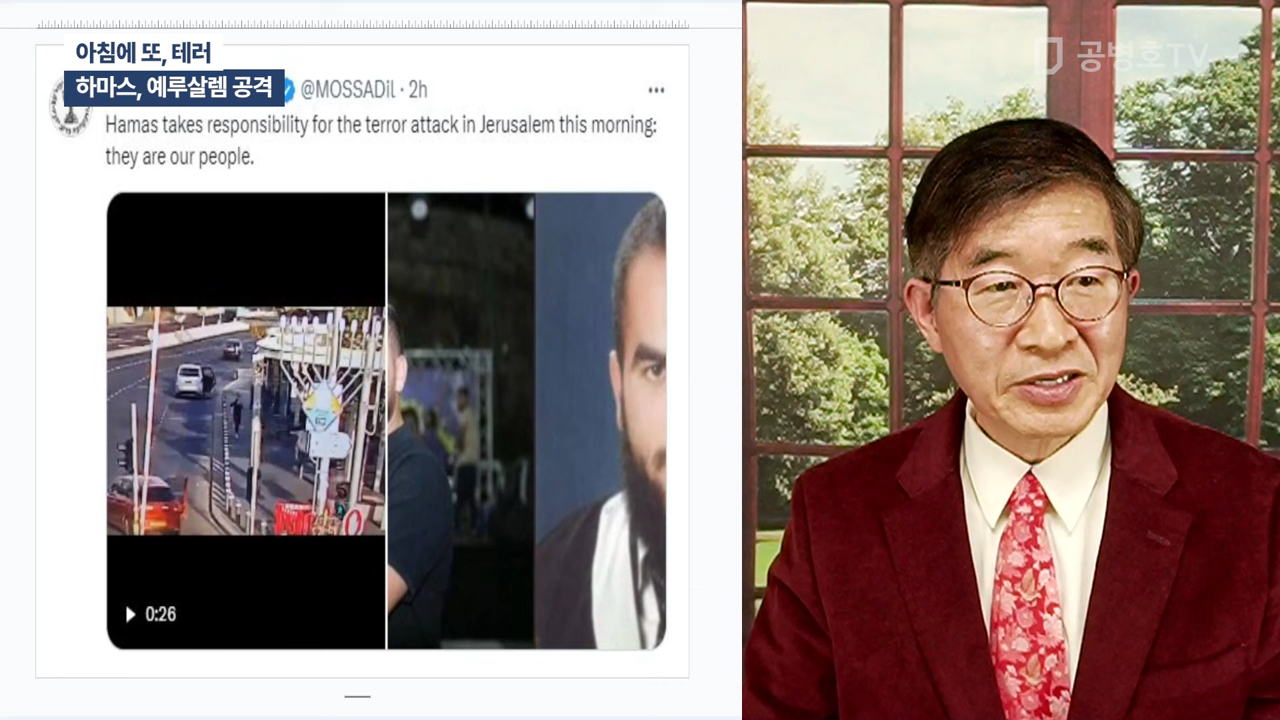 아침에 또, 테러
하마스, 예루살렘 공격
@MOSSADil · 2h
Hamas takes responsibility for the terror attack in Jerusalem this morning:
they are our people.
0:26
공병호TV